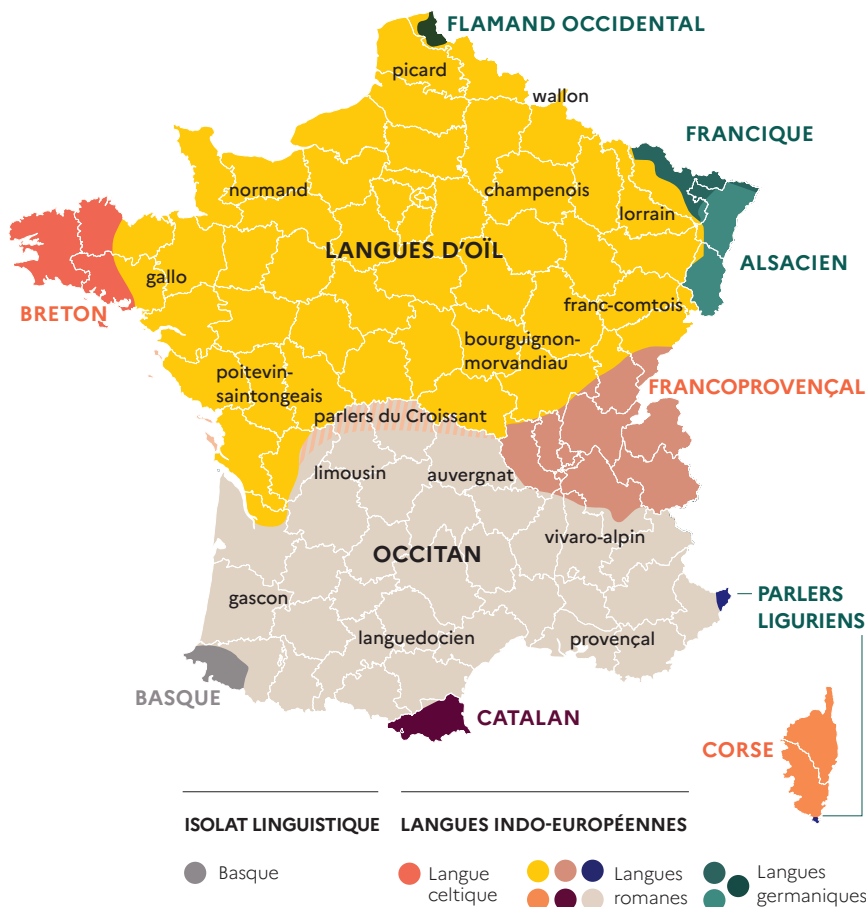 FLAMAND OCCIDENTAL
picard
wallon
FRANCIQUE
normand
champenois
lorrain
LANGUES D'OÏL
ALSACIEN
gallo
BRETON
franc-comtois
bourguignon-
morvandiau
poitevin-
saintongeais
FRANCOPROVENÇAL
parlers du Croissant
limousin
auvergnat
vivaro-alpin
OCCITAN
gascon
PARLERS
LIGURIENS
languedocien
provençal
BASQUE
CATALAN
CORSE
ISOLAT LINGUISTIQUE
LANGUES INDO-EUROPÉENNES
Basque
Langue
celtique
Langues
romanes
Langues
germaniques